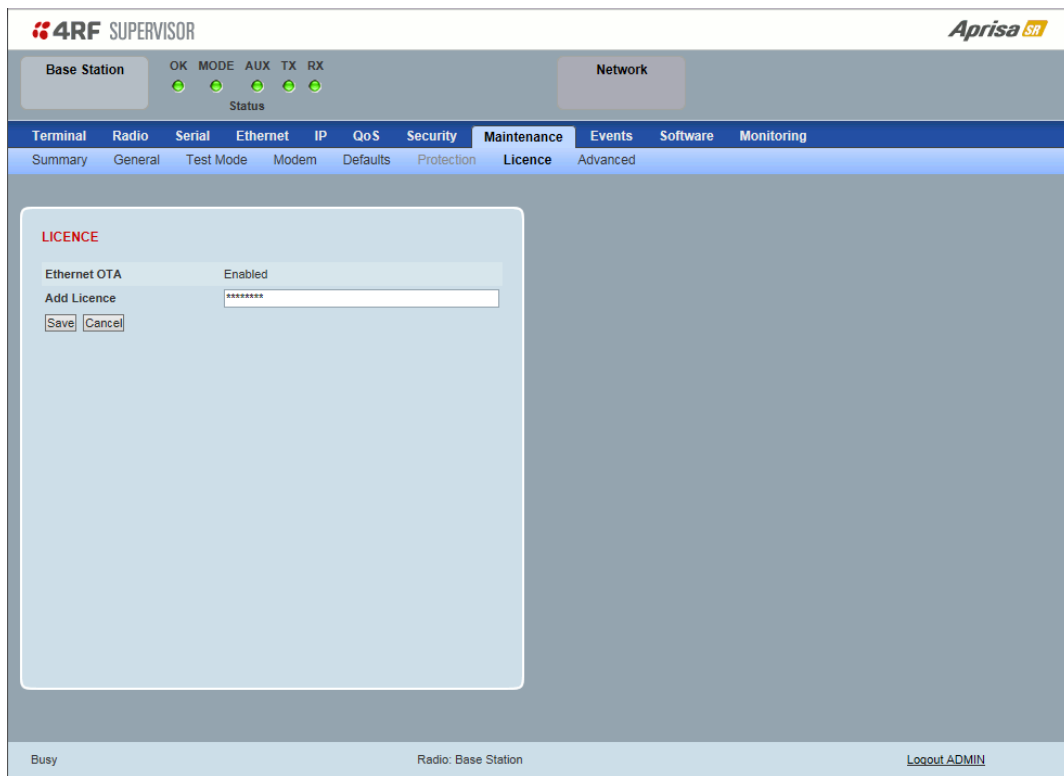 4RF SUPERVISOR
Aprisa SR
Base Station
OK MODE AUX TX RX
Status
Network
Terminal Radio Serial Ethernet IP QoS Security Maintenance Events Software Monitoring
Summary General Test Mode Modem Defaults Protection Licence Advanced
LICENCE
Ethernet OTA Enabled
Add Licence ********
Save Cancel
Busy Radio: Base Station Logout ADMIN